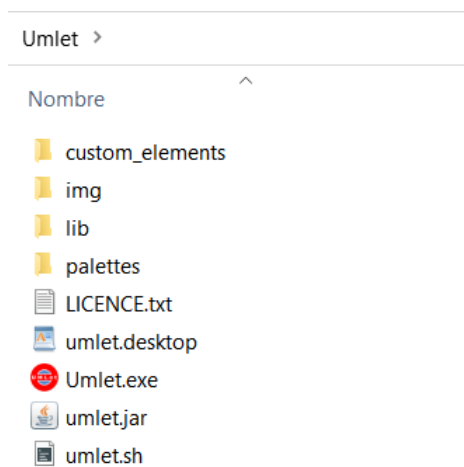 Umlet >
Nombre
custom_elements
img
lib
palettes
LICENCE.txt
umlet.desktop
Umlet.exe
umlet.jar
umlet.sh